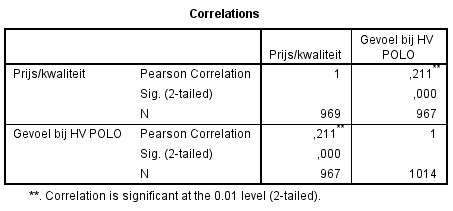 Correlations
Prijs/kwaliteit Gevoel bij HV POLO
Prijs/kwaliteit Pearson Correlation 1 ,211**
Sig. (2-tailed) ,000
N 969 967
Gevoel bij HV POLO Pearson Correlation ,211** 1
Sig. (2-tailed) ,000
N 967 1014
**. Correlation is significant at the 0.01 level (2-tailed).